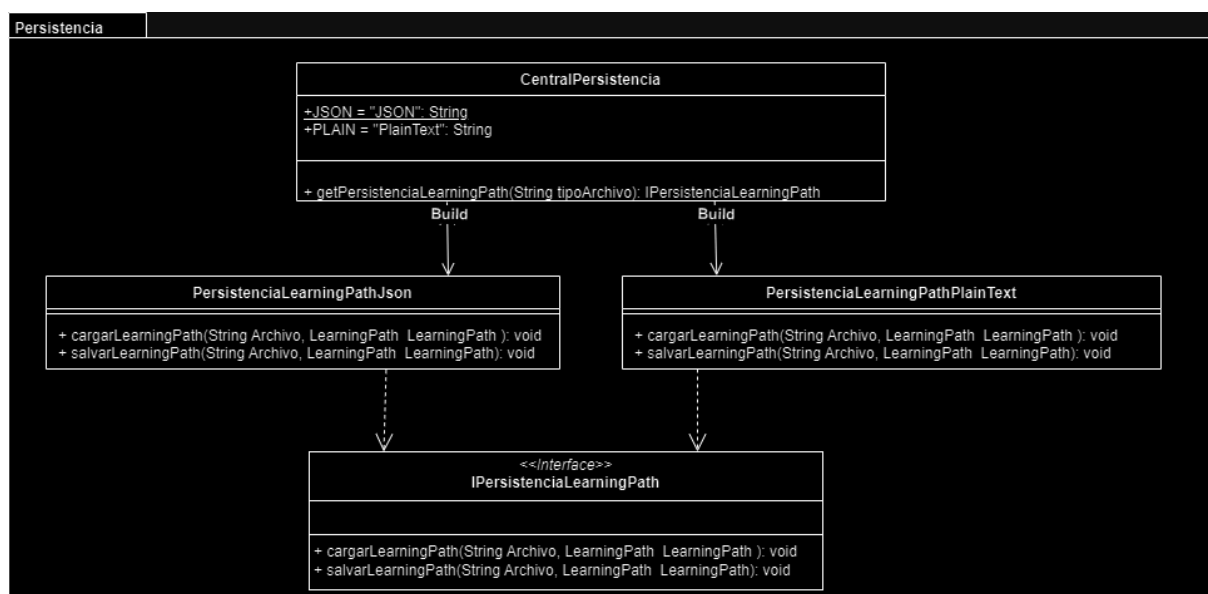 Persistencia
CentralPersistencia
+JSON = "JSON": String
+PLAIN = "PlainText": String
+ getPersistenciaLearningPath(String tipoArchivo): IPersistenciaLearningPath
Build
Build
PersistenciaLearningPathJson
+ cargarLearningPath(String Archivo, LearningPath LearningPath ): void
+ salvarLearningPath(String Archivo, LearningPath LearningPath): void
PersistenciaLearningPathPlainText
+ cargarLearningPath(String Archivo, LearningPath LearningPath ): void
+ salvarLearningPath(String Archivo, LearningPath LearningPath): void
<<Interface>>
IPersistenciaLearningPath
+ cargarLearningPath(String Archivo, LearningPath LearningPath ): void
+ salvarLearningPath(String Archivo, LearningPath LearningPath): void